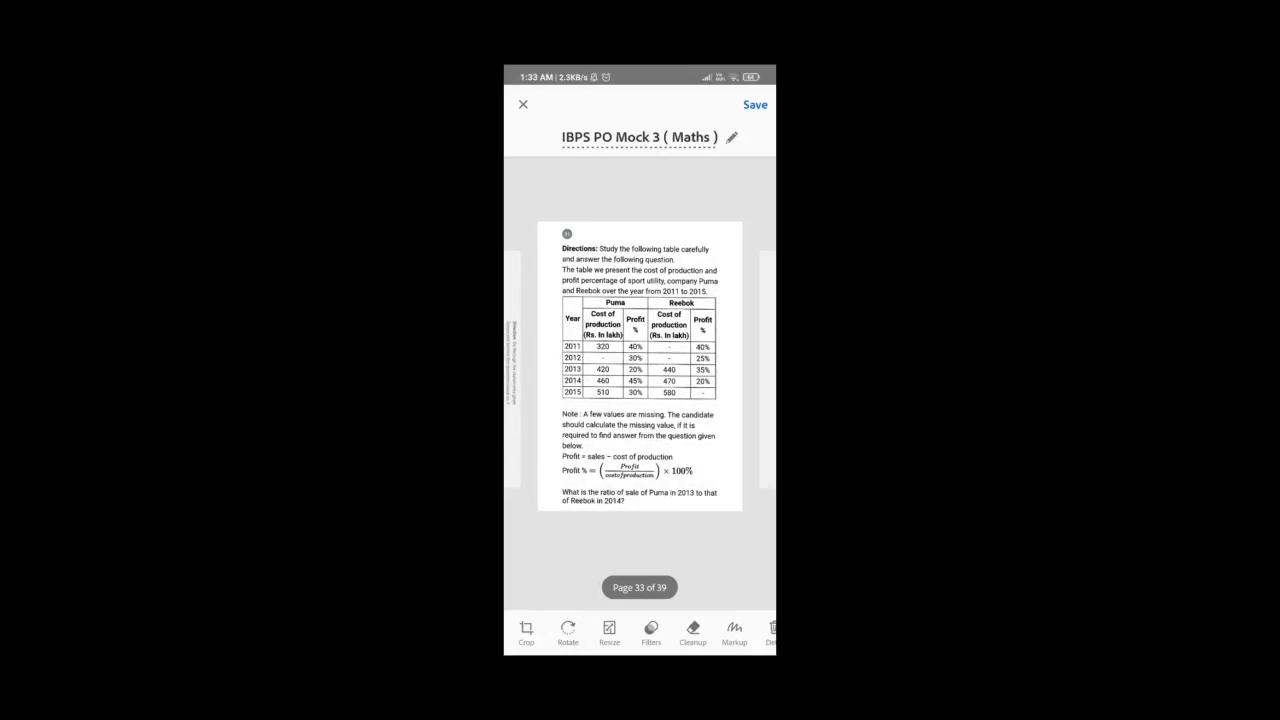 1:33 AM | 2.3KB/s
64
Save
IBPS PO Mock 3 ( Maths )
Directions: Study the following table carefully
and answer the following question.
The table we present the cost of production and
profit percentage of sport utility, company Puma
and Reebok over the year from 2011 to 2015.
Year Puma Reebok
Cost of production (Rs. In lakh) Profit % Cost of production (Rs. In lakh) Profit %
2011 320 40% - 40%
2012 - 30% - 25%
2013 420 20% 440 35%
2014 460 45% 470 20%
2015 510 30% 580 -
Note : A few values are missing. The candidate
should calculate the missing value, if it is
required to find answer from the question given
below.
Profit = sales – cost of production
Profit % = ( Profit / costofproduction ) × 100%
What is the ratio of sale of Puma in 2013 to that
of Reebok in 2014?
Page 33 of 39
Crop Rotate Resize Filters Cleanup Markup